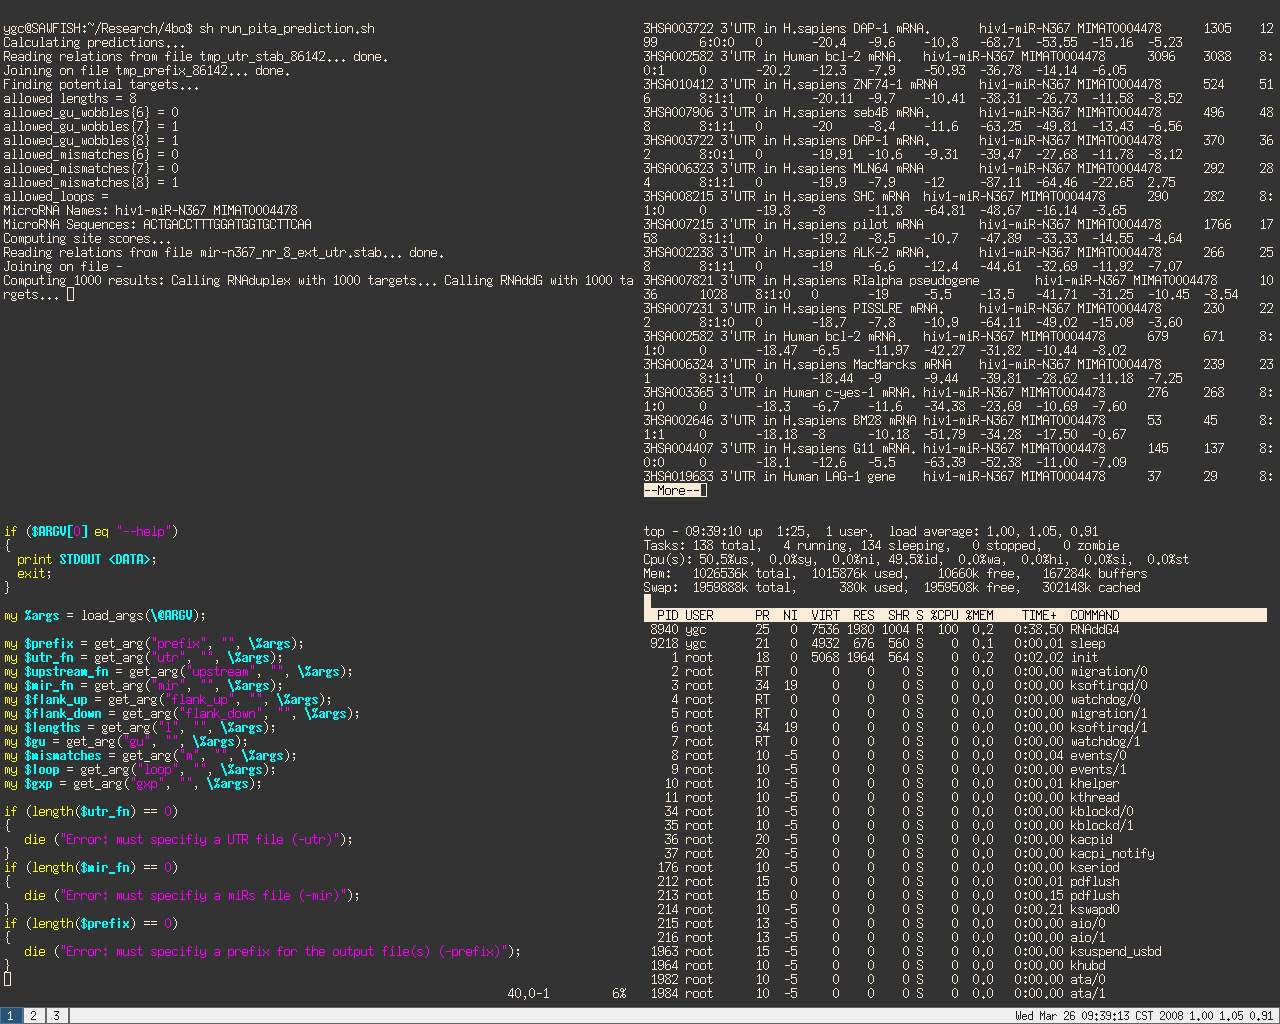 ygc@SAWFISH:~/Research/4bo$ sh run_pita_prediction.sh
Calculating predictions...
Reading relations from file tmp_utr_stab_86142... done.
Joining on file tmp_prefix_86142... done.
Finding potential targets...
allowed lengths = 8
allowed_gu_wobbles{6} = 0
allowed_gu_wobbles{7} = 1
allowed_gu_wobbles{8} = 1
allowed_mismatches{6} = 0
allowed_mismatches{7} = 0
allowed_mismatches{8} = 1
allowed_loops =
MicroRNA Names: hiv1-miR-N367 MIMAT0004478
MicroRNA Sequences: ACTGACCTTTGGATGGTGCTTCAA
Computing site scores...
Reading relations from file mir-n367_nr_8_ext_utr.stab... done.
Joining on file -
Computing 1000 results: Calling RNAduplex with 1000 targets... Calling RNAddG with 1000 ta
rgets...
3HSA003722 3'UTR in H.sapiens DAP-1 mRNA. hiv1-miR-N367 MIMAT0004478 1305 12
99 6:0:0 0 -20.4 -9.6 -10.8 -68.71 -53.55 -15.16 -5.23
3HSA002582 3'UTR in Human bcl-2 mRNA. hiv1-miR-N367 MIMAT0004478 3096 3088 8:
0:1 0 -20.2 -12.3 -7.9 -50.93 -36.78 -14.14 -6.05
3HSA010412 3'UTR in H.sapiens ZNF74-1 mRNA hiv1-miR-N367 MIMAT0004478 524 51
6 8:1:1 0 -20.11 -9.7 -10.41 -38.31 -26.73 -11.58 -8.52
3HSA007906 3'UTR in H.sapiens seb4B mRNA. hiv1-miR-N367 MIMAT0004478 496 48
8 8:1:1 0 -20 -8.4 -11.6 -63.25 -49.81 -13.43 -6.56
3HSA003722 3'UTR in H.sapiens DAP-1 mRNA. hiv1-miR-N367 MIMAT0004478 370 36
2 8:0:1 0 -19.91 -10.6 -9.31 -39.47 -27.68 -11.78 -8.12
3HSA006323 3'UTR in H.sapiens MLN64 mRNA. hiv1-miR-N367 MIMAT0004478 292 28
4 8:1:1 0 -19.9 -7.9 -12 -87.11 -64.46 -22.65 2.75
3HSA008215 3'UTR in H.sapiens SHC mRNA hiv1-miR-N367 MIMAT0004478 290 282 8:
1:0 0 -19.8 -8 -11.8 -64.81 -48.67 -16.14 -3.65
3HSA007215 3'UTR in H.sapiens pilot mRNA hiv1-miR-N367 MIMAT0004478 1766 17
58 8:1:1 0 -19.2 -8.5 -10.7 -47.89 -33.33 -14.55 -4.64
3HSA002238 3'UTR in H.sapiens ALK-2 mRNA. hiv1-miR-N367 MIMAT0004478 266 25
8 8:1:1 0 -19 -6.6 -12.4 -44.61 -32.69 -11.92 -7.07
3HSA007821 3'UTR in H.sapiens RIalpha pseudogene hiv1-miR-N367 MIMAT0004478 10
36 1028 8:1:0 0 -19 -5.5 -13.5 -41.71 -31.25 -10.45 -8.54
3HSA007231 3'UTR in H.sapiens PISSLRE mRNA. hiv1-miR-N367 MIMAT0004478 230 22
2 8:1:0 0 -18.7 -7.8 -10.9 -64.11 -49.02 -15.09 -3.60
3HSA002582 3'UTR in Human bcl-2 mRNA. hiv1-miR-N367 MIMAT0004478 679 671 8:
1:0 0 -18.47 -6.5 -11.97 -42.27 -31.82 -10.44 -8.02
3HSA006324 3'UTR in H.sapiens MacMarcks mRNA hiv1-miR-N367 MIMAT0004478 239 23
1 8:1:1 0 -18.44 -9 -9.44 -39.81 -28.62 -11.18 -7.25
3HSA003365 3'UTR in Human c-yes-1 mRNA. hiv1-miR-N367 MIMAT0004478 276 268 8:
1:0 0 -18.3 -6.7 -11.6 -34.38 -23.69 -10.69 -7.60
3HSA002646 3'UTR in H.sapiens BM28 mRNA hiv1-miR-N367 MIMAT0004478 53 45 8:
1:1 0 -18.18 -8 -10.18 -51.79 -34.28 -17.50 -0.67
3HSA004407 3'UTR in H.sapiens G11 mRNA. hiv1-miR-N367 MIMAT0004478 145 137 8:
0:0 0 -18.1 -12.6 -5.5 -63.39 -52.38 -11.00 -7.09
3HSA019683 3'UTR in Human LAG-1 gene hiv1-miR-N367 MIMAT0004478 37 29 8:
--More--
if ($ARGV[0] eq "--help")
{
print STDOUT <DATA>;
exit;
}
my %args = load_args(\@ARGV);
my $prefix = get_arg("prefix", "", \%args);
my $utr_fn = get_arg("utr", "", \%args);
my $upstream_fn = get_arg("upstream", "", \%args);
my $mir_fn = get_arg("mir", "", \%args);
my $flank_up = get_arg("flank_up", "", \%args);
my $flank_down = get_arg("flank_down", "", \%args);
my $lengths = get_arg("l", "", \%args);
my $gu = get_arg("gu", "", \%args);
my $mismatches = get_arg("m", "", \%args);
my $loop = get_arg("loop", "", \%args);
my $gxp = get_arg("gxp", "", \%args);
if (length($utr_fn) == 0)
{
die ("Error: must specifiy a UTR file (-utr)");
}
if (length($mir_fn) == 0)
{
die ("Error: must specifiy a miRs file (-mir)");
}
if (length($prefix) == 0)
{
die ("Error: must specifiy a prefix for the output file(s) (-prefix)");
}
40,0-1 6%
top - 09:39:10 up 1:25, 1 user, load average: 1.00, 1.05, 0.91
Tasks: 138 total, 4 running, 134 sleeping, 0 stopped, 0 zombie
Cpu(s): 50.5%us, 0.0%sy, 0.0%ni, 49.5%id, 0.0%wa, 0.0%hi, 0.0%si, 0.0%st
Mem: 1026536k total, 1015876k used, 10660k free, 167284k buffers
Swap: 1959888k total, 380k used, 1959508k free, 302148k cached
PID USER PR NI VIRT RES SHR S %CPU %MEM TIME+ COMMAND
8940 ygc 25 0 7536 1980 1004 R 100 0.2 0:38.50 RNAddG4
9218 ygc 21 0 4932 676 560 S 0 0.1 0:00.01 sleep
1 root 18 0 5068 1964 564 S 0 0.2 0:02.02 init
2 root RT 0 0 0 0 S 0 0.0 0:00.00 migration/0
3 root 34 19 0 0 0 S 0 0.0 0:00.00 ksoftirqd/0
4 root RT 0 0 0 0 S 0 0.0 0:00.00 watchdog/0
5 root RT 0 0 0 0 S 0 0.0 0:00.00 migration/1
6 root 34 19 0 0 0 S 0 0.0 0:00.00 ksoftirqd/1
7 root RT 0 0 0 0 S 0 0.0 0:00.00 watchdog/1
8 root 10 -5 0 0 0 S 0 0.0 0:00.04 events/0
9 root 10 -5 0 0 0 S 0 0.0 0:00.00 events/1
10 root 10 -5 0 0 0 S 0 0.0 0:00.01 khelper
11 root 10 -5 0 0 0 S 0 0.0 0:00.00 kthread
34 root 10 -5 0 0 0 S 0 0.0 0:00.00 kblockd/0
35 root 10 -5 0 0 0 S 0 0.0 0:00.00 kblockd/1
36 root 20 -5 0 0 0 S 0 0.0 0:00.00 kacpid
37 root 20 -5 0 0 0 S 0 0.0 0:00.00 kacpi_notify
176 root 10 -5 0 0 0 S 0 0.0 0:00.00 kseriod
212 root 15 0 0 0 0 S 0 0.0 0:00.01 pdflush
213 root 15 0 0 0 0 S 0 0.0 0:00.15 pdflush
214 root 10 -5 0 0 0 S 0 0.0 0:00.21 kswapd0
215 root 13 -5 0 0 0 S 0 0.0 0:00.00 aio/0
216 root 13 -5 0 0 0 S 0 0.0 0:00.00 aio/1
1963 root 15 -5 0 0 0 S 0 0.0 0:00.00 ksuspend_usbd
1964 root 10 -5 0 0 0 S 0 0.0 0:00.00 khubd
1982 root 10 -5 0 0 0 S 0 0.0 0:00.00 ata/0
1984 root 10 -5 0 0 0 S 0 0.0 0:00.00 ata/1
1 2 3
Wed Mar 26 09:39:13 CST 2008 1.00 1.05 0.91